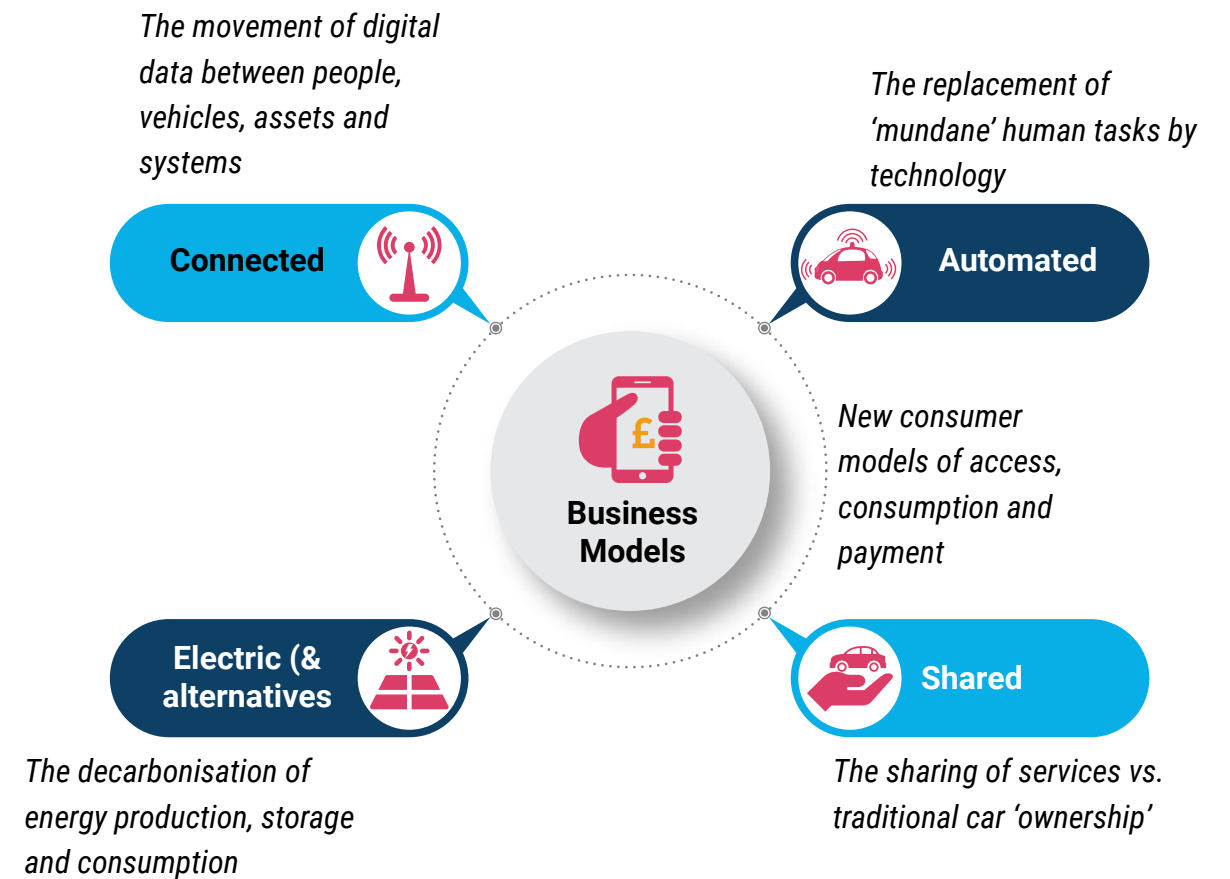 The movement of digital
data between people,
vehicles, assets and
systems
The replacement of
‘mundane’ human tasks by
technology
Connected
Automated
New consumer
models of access,
consumption and
payment
£
Business
Models
Electric (&
alternatives
Shared
The decarbonisation of
energy production, storage
and consumption
The sharing of services vs.
traditional car ‘ownership’